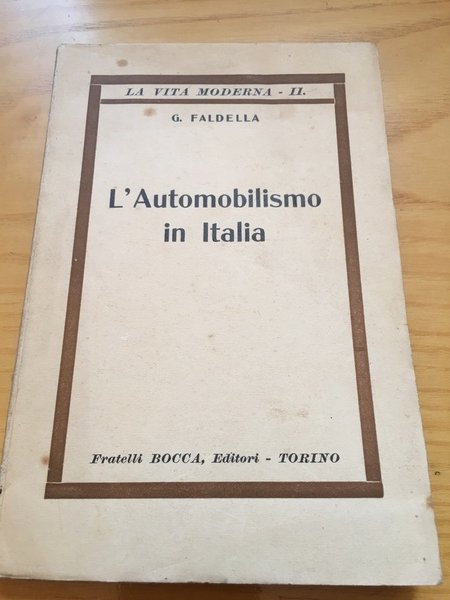 LA VITA MODERNA - II.
G. FALDELLA
L'Automobilismo
in Italia
Fratelli BOCCA, Editori - TORINO